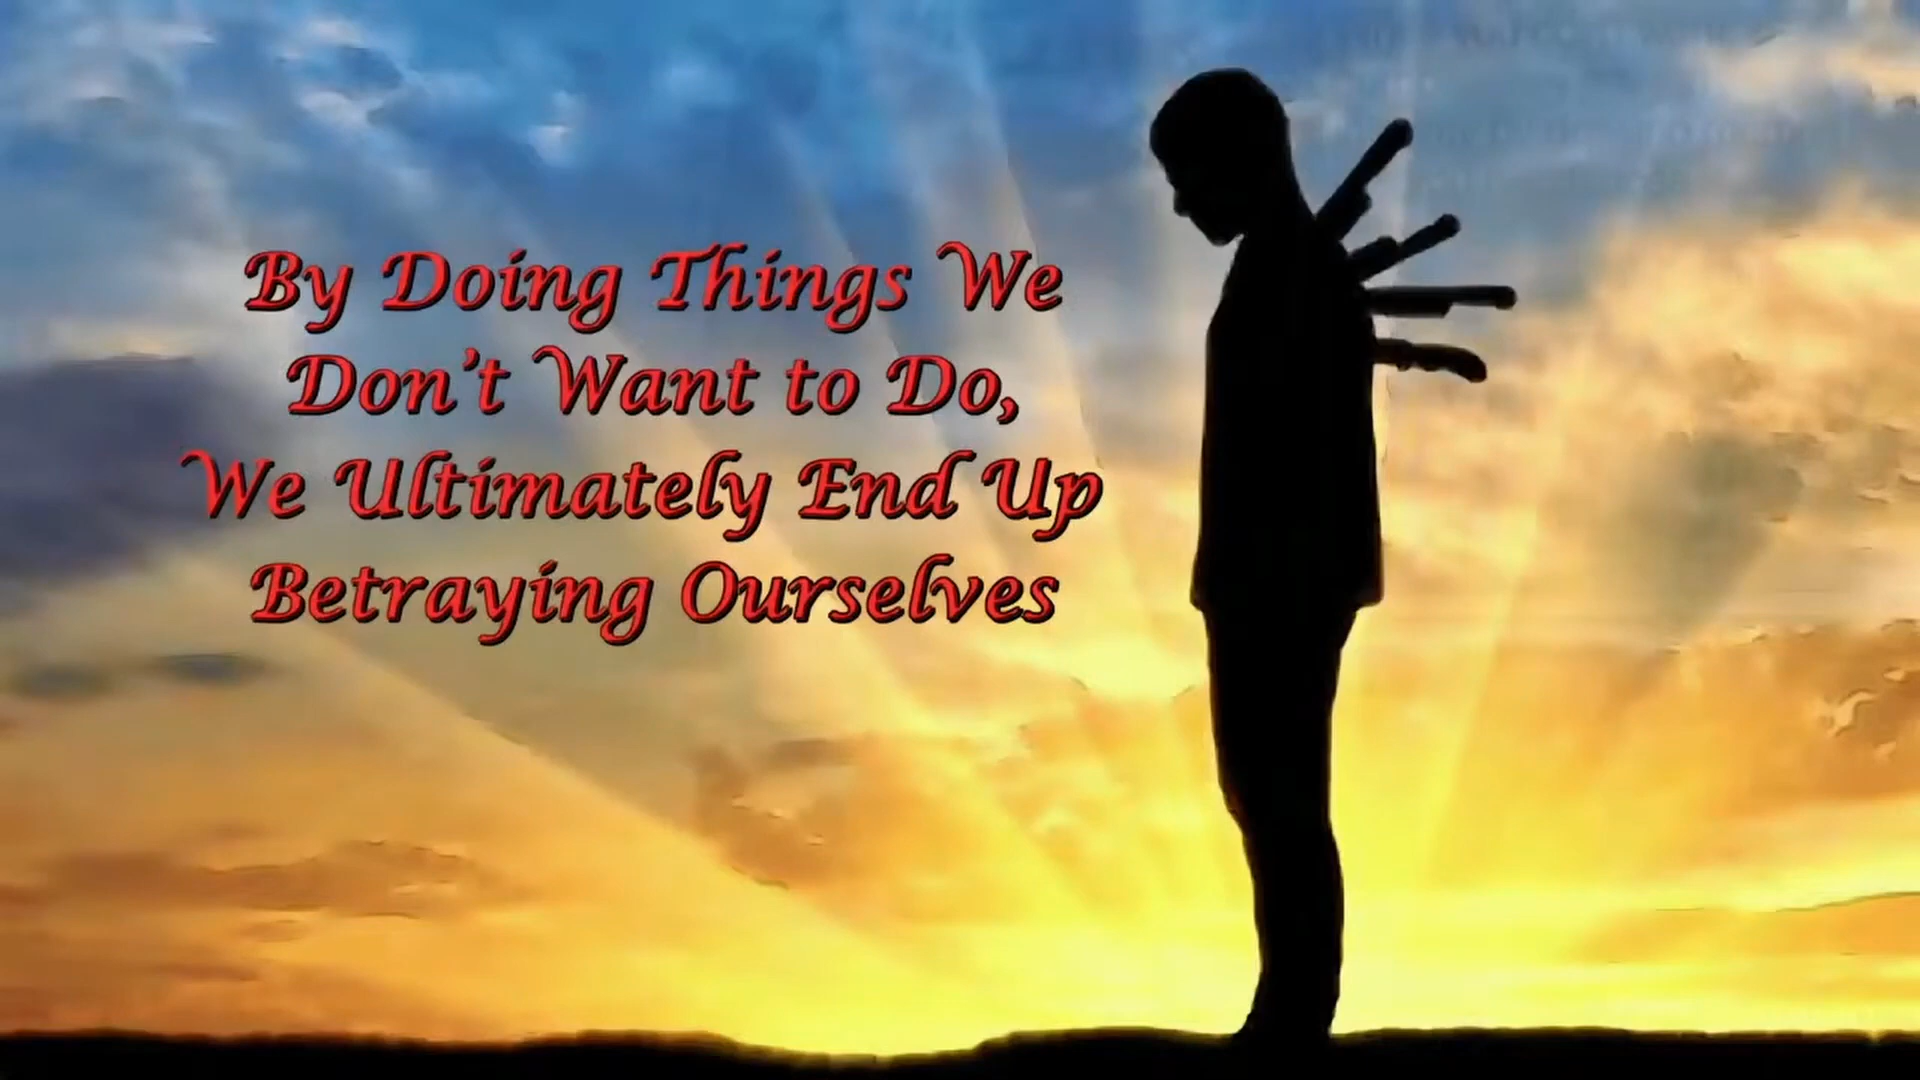 By Doing Things We
Don't Want to Do,
We Ultimately End Up
Betraying Ourselves